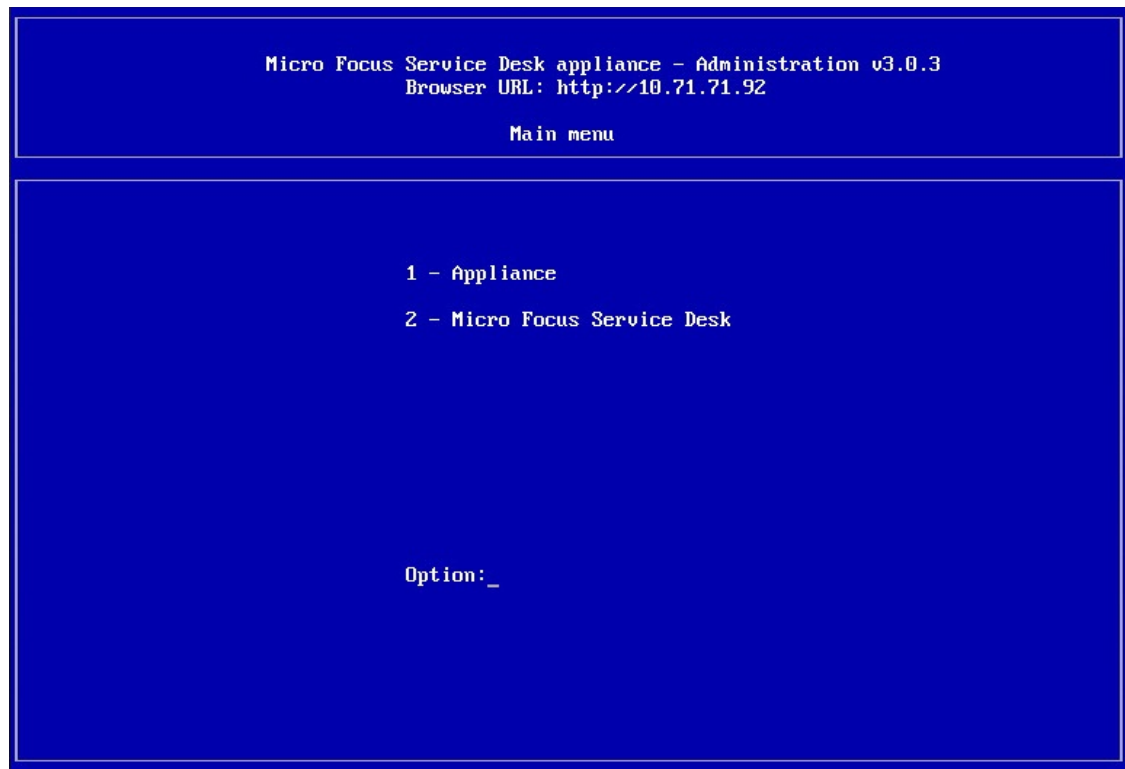 Micro Focus Service Desk appliance - Administration v3.0.3
Browser URL: http://10.71.71.92
Main menu
1 - Appliance
2 - Micro Focus Service Desk
Option:_